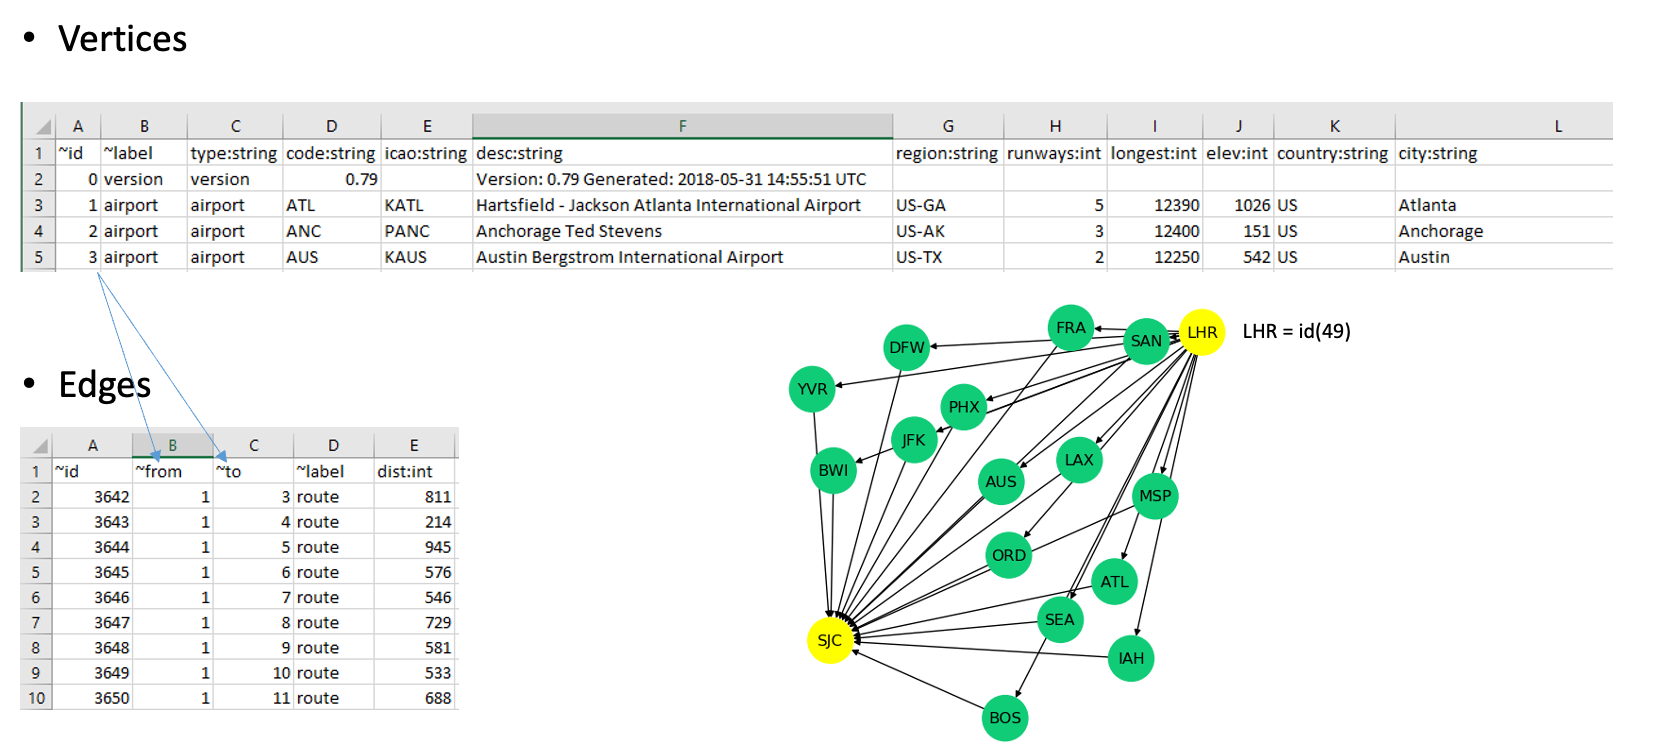 • Vertices
A B C D E F G H I J K L
1 ~id ~label type:string code:string icao:string desc:string region:string runways:int longest:int elev:int country:string city:string
2 0 version version 0.79 Version: 0.79 Generated: 2018-05-31 14:55:51 UTC
3 1 airport airport ATL KATL Hartsfield - Jackson Atlanta International Airport US-GA 5 12390 1026 US Atlanta
4 2 airport airport ANC PANC Anchorage Ted Stevens US-AK 3 12400 151 US Anchorage
5 3 airport airport AUS KAUS Austin Bergstrom International Airport US-TX 2 12250 542 US Austin
• Edges
A B C D E
1 ~id ~from ~to ~label dist:int
2 3642 1 3 route 811
3 3643 1 4 route 214
4 3644 1 5 route 945
5 3645 1 6 route 576
6 3646 1 7 route 546
7 3647 1 8 route 729
8 3648 1 9 route 581
9 3649 1 10 route 533
10 3650 1 11 route 688
FRA
SAN
LHR
LHR = id(49)
DFW
YVR
PHX
JFK
BWI
LAX
AUS
MSP
ORD
ATL
SEA
SJC
IAH
BOS